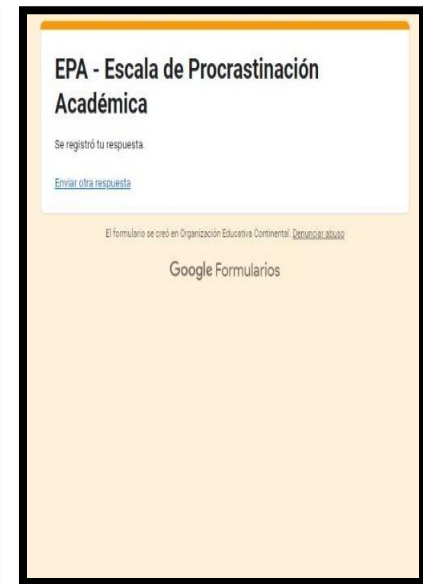 EPA - Escala de Procrastinación
Académica
Se registró tu respuesta.
Enviar otra respuesta
El formulario se creó en Organización Educativa Continental. Denunciar abuso
Google Formularios